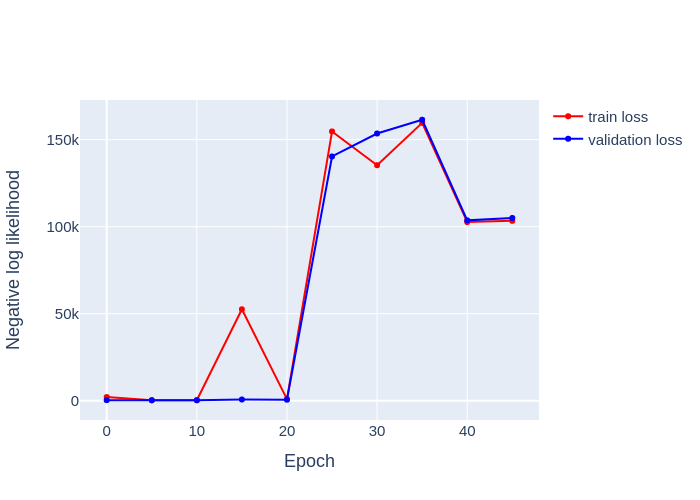 train loss
validation loss
150k
100k
50k
0
0 10 20 30 40
Epoch
Negative log likelihood